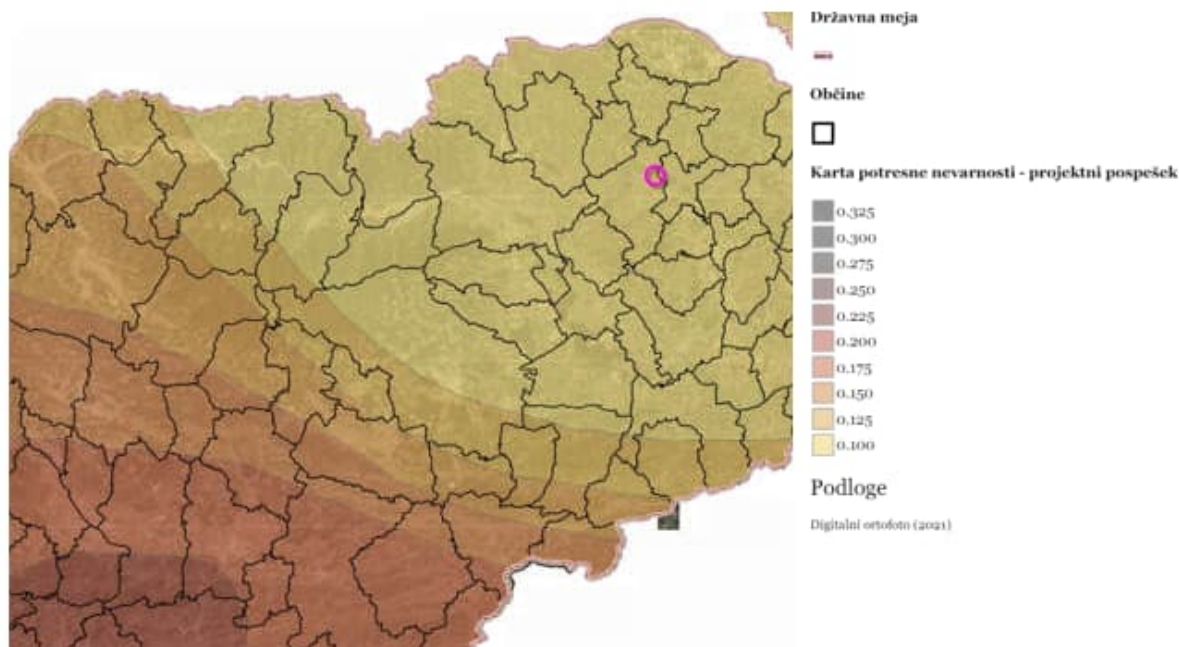 Državna meja
Občine
Karta potresne nevarnosti - projektni pospešek
0.325
0.300
0.275
0.250
0.225
0.200
0.175
0.150
0.125
0.100
Podloge
Digitalni ortofoto (2021)